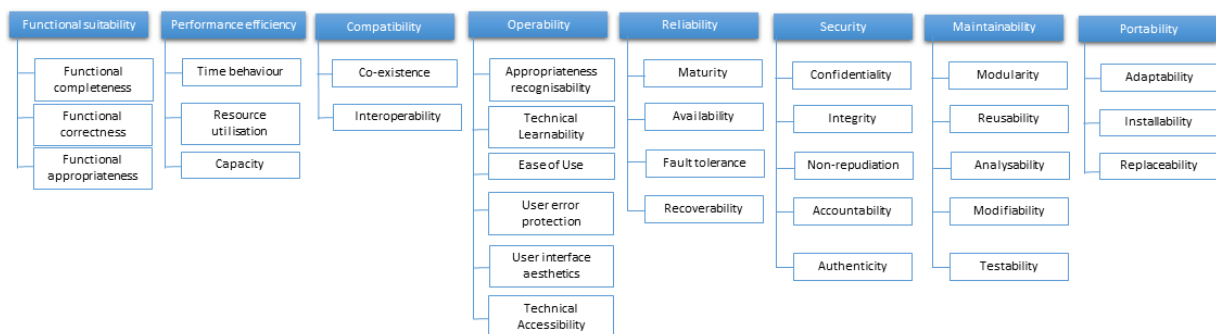 Functional suitability
Functional
completeness
Functional
correctness
Functional
appropriateness
Performance efficiency
Time behaviour
Resource
utilisation
Capacity
Compatibility
Co-existence
Interoperability
Operability
Appropriateness
recognisability
Technical
Learnability
Ease of Use
User error
protection
User interface
aesthetics
Technical
Accessibility
Reliability
Maturity
Availability
Fault tolerance
Recoverability
Security
Confidentiality
Integrity
Non-repudiation
Accountability
Authenticity
Maintainability
Modularity
Reusability
Analysability
Modifiability
Testability
Portability
Adaptability
Installability
Replaceability